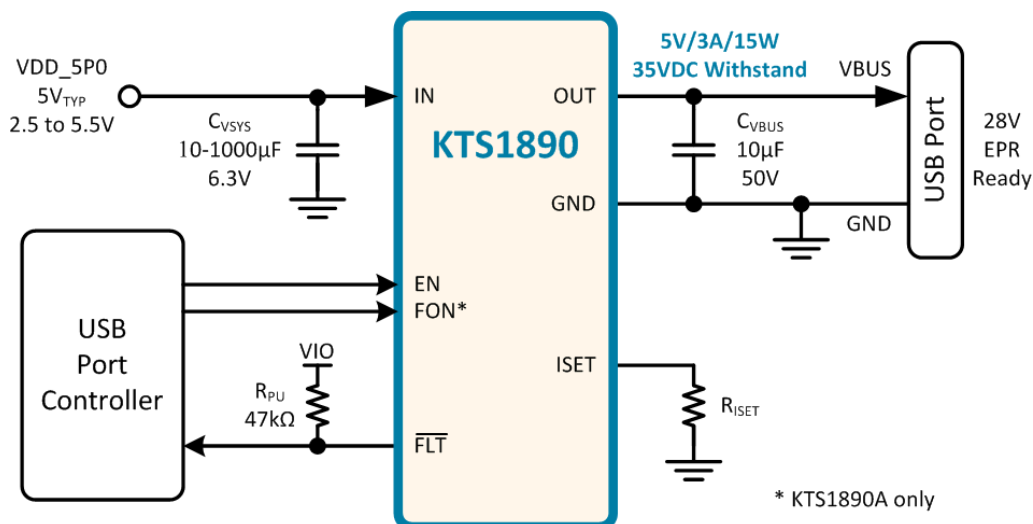 VDD_5P0
5VTYP
2.5 to 5.5V
CVSYS
10-1000µF
6.3V
IN
OUT
KTS1890
GND
EN
FON*
ISET
FLT
5V/3A/15W
35VDC Withstand
VBUS
CVBUS
10µF
50V
GND
USB Port
28V
EPR
Ready
USB
Port
Controller
VIO
RPU
47kΩ
RISET
* KTS1890A only